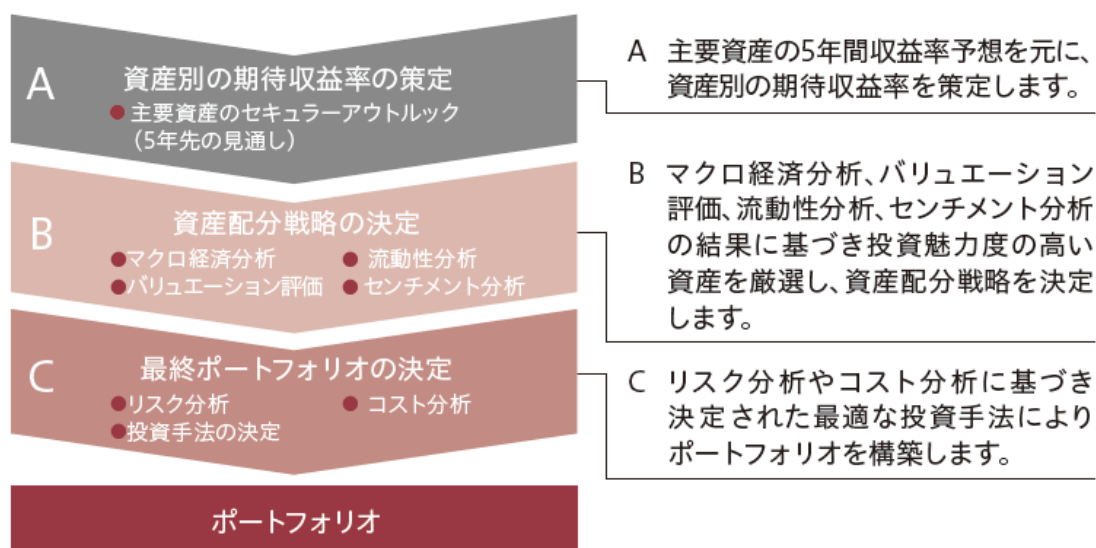 A
資産別の期待収益率の策定
● 主要資産のセキュラーアウトルック
(5年先の見通し)
B
資産配分戦略の決定
●マクロ経済分析 ● 流動性分析
●バリュエーション評価 ● センチメント分析
C
最終ポートフォリオの決定
●リスク分析 ● コスト分析
●投資手法の決定
ポートフォリオ
A 主要資産の5年間収益率予想を元に、
資産別の期待収益率を策定します。
B マクロ経済分析、バリュエーション
評価、流動性分析、センチメント分析
の結果に基づき投資魅力度の高い
資産を厳選し、資産配分戦略を決定
します。
C リスク分析やコスト分析に基づき
決定された最適な投資手法により
ポートフォリオを構築します。